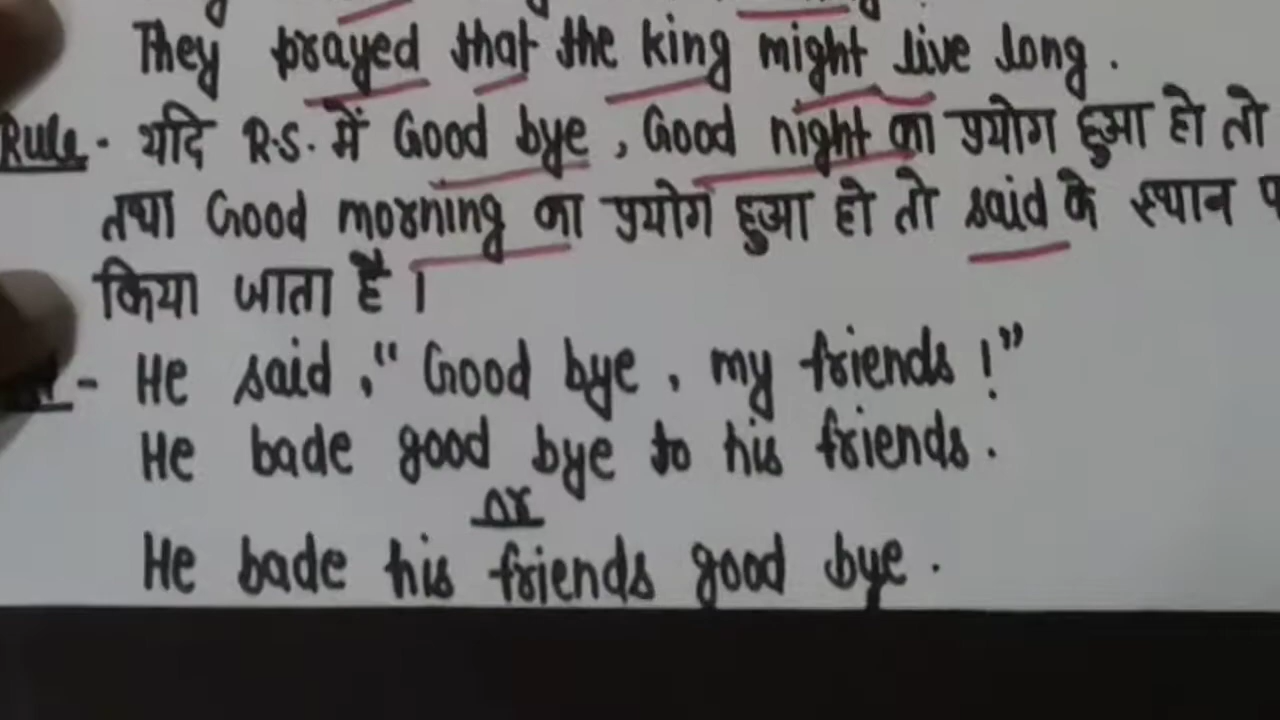 They prayed that the king might live long.
Rule - यदि R.S. में Good bye, Good night का प्रयोग हुआ हो तो
तथा Good morning का प्रयोग हुआ हो तो said के स्थान
किया जाता है।
- He said, "Good bye, my friends!"
He bade good bye to his friends.
or
He bade his friends good bye.